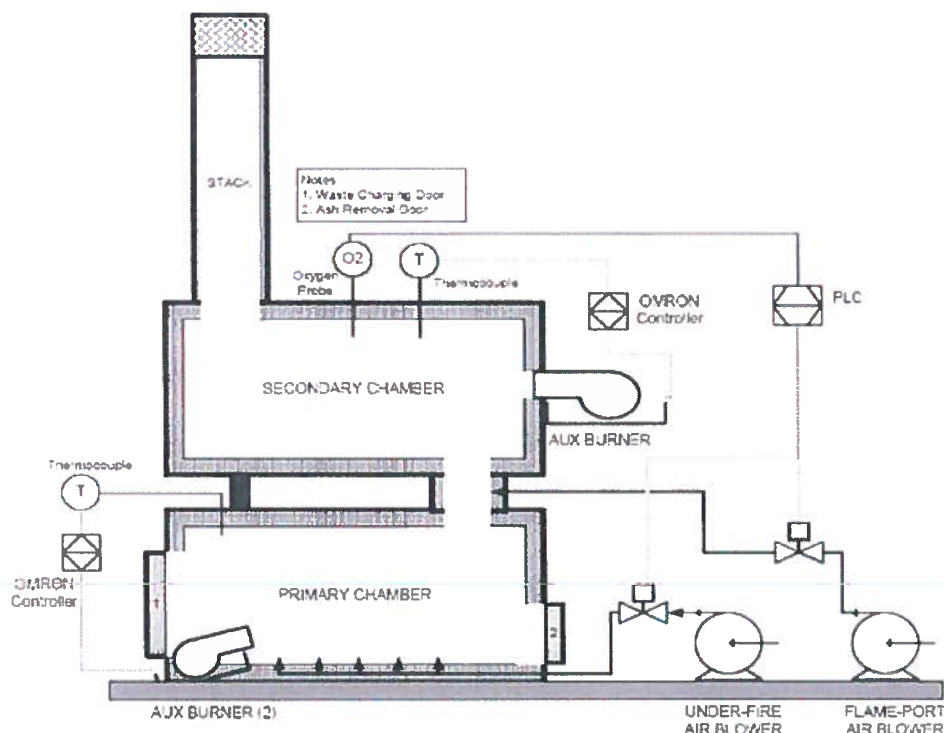 STACK
Notes
1. Waste Charging Door
2. Ash Removal Door
O2
T
Oxygen
Probe
Thermocouple
OMRON
Controller
PLC
SECONDARY CHAMBER
AUX BURNER
Thermocouple
T
OMRON
Controller
1
PRIMARY CHAMBER
2
AUX BURNER (2)
UNDER-FIRE
AIR BLOWER
FLAME-PORT
AIR BLOWER